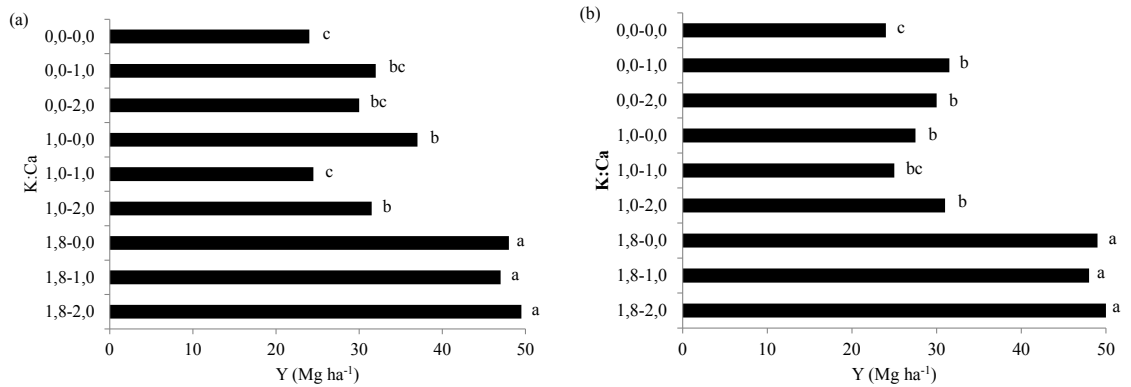 (a)
0,0-0,0 c
0,0-1,0 bc
0,0-2,0 bc
1,0-0,0 b
1,0-1,0 c
1,0-2,0 b
1,8-0,0 a
1,8-1,0 a
1,8-2,0 a
K:Ca
0 10 20 30 40 50
Y (Mg ha⁻¹)
(b)
0,0-0,0 c
0,0-1,0 b
0,0-2,0 b
1,0-0,0 b
1,0-1,0 bc
1,0-2,0 b
1,8-0,0 a
1,8-1,0 a
1,8-2,0 a
K:Ca
0 10 20 30 40 50
Y (Mg ha⁻¹)